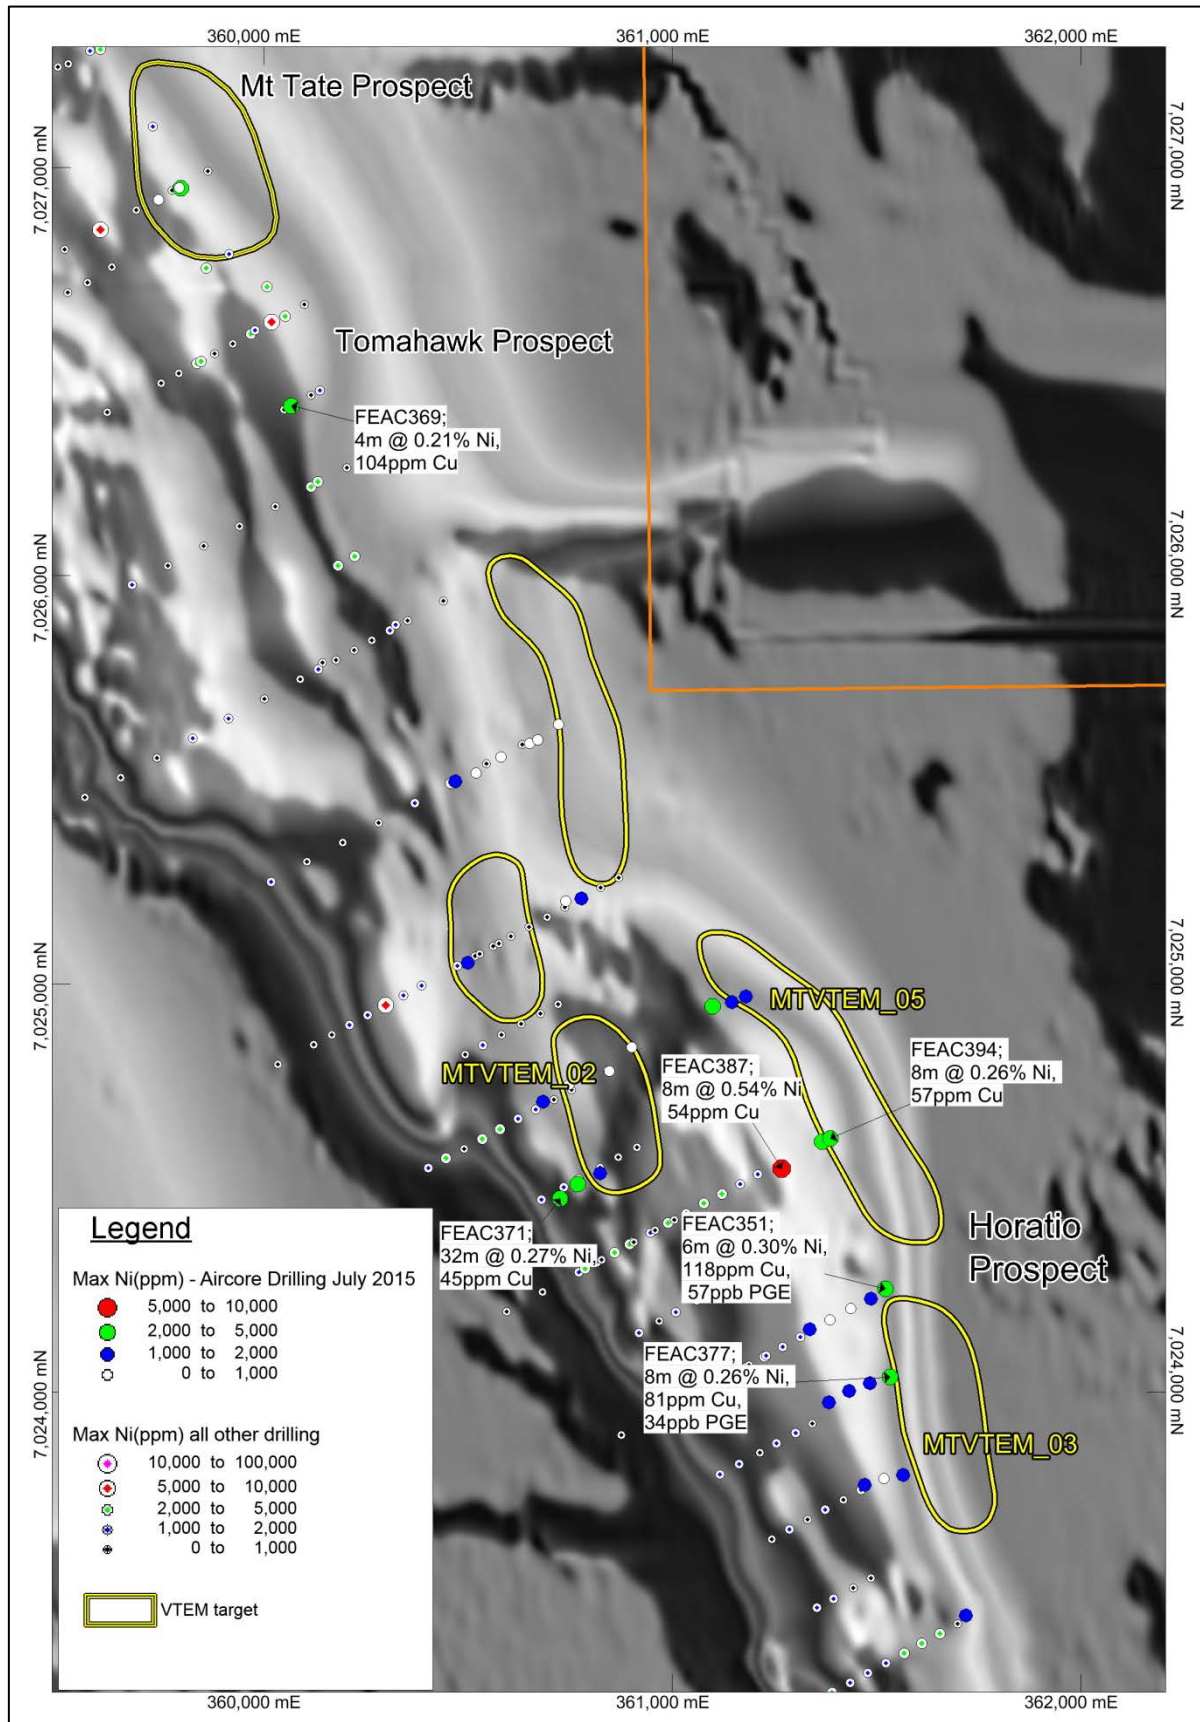 360,000 mE
361,000 mE
362,000 mE
Mt Tate Prospect
7,027,000 mN
7,027,000 mN
Tomahawk Prospect
FEAC369;
4m @ 0.21% Ni,
104ppm Cu
7,026,000 mN
7,026,000 mN
7,025,000 mN
7,025,000 mN
MTVTEM_05
MTVTEM_02
FEAC387;
8m @ 0.54% Ni
54ppm Cu
FEAC394;
8m @ 0.26% Ni,
57ppm Cu
FEAC371;
32m @ 0.27% Ni,
45ppm Cu
FEAC351;
6m @ 0.30% Ni,
118ppm Cu,
57ppb PGE
Horatio
Prospect
FEAC377;
8m @ 0.26% Ni,
81ppm Cu,
34ppb PGE
7,024,000 mN
7,024,000 mN
MTVTEM_03
Legend
Max Ni(ppm) - Aircore Drilling July 2015
5,000 to 10,000
2,000 to 5,000
1,000 to 2,000
0 to 1,000
Max Ni(ppm) all other drilling
10,000 to 100,000
5,000 to 10,000
2,000 to 5,000
1,000 to 2,000
0 to 1,000
VTEM target
360,000 mE
361,000 mE
362,000 mE